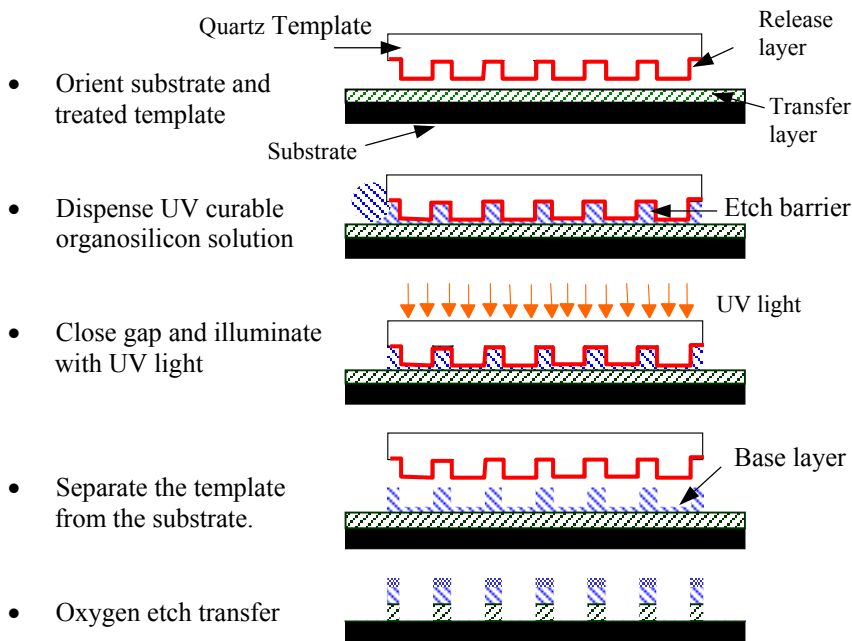 Quartz Template
Release
layer
• Orient substrate and
treated template
Transfer
layer
Substrate
• Dispense UV curable
organosilicon solution
Etch barrier
UV light
• Close gap and illuminate
with UV light
Base layer
• Separate the template
from the substrate.
• Oxygen etch transfer